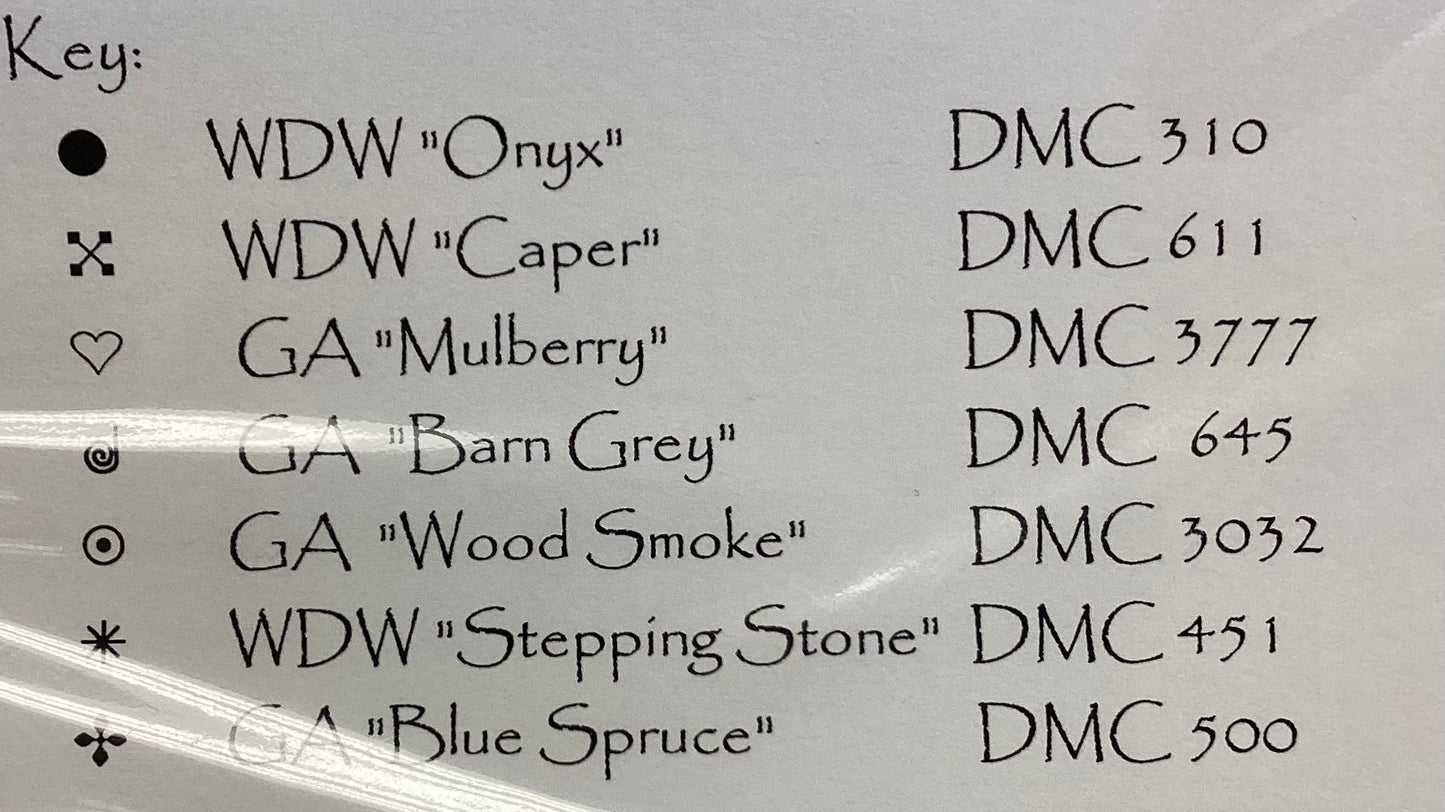 Key:
WDW "Onyx" DMC 310
WDW "Caper" DMC 611
GA "Mulberry" DMC 3777
GA "Barn Grey" DMC 645
GA "Wood Smoke" DMC 3032
WDW "Stepping Stone" DMC 451
GA "Blue Spruce" DMC 500